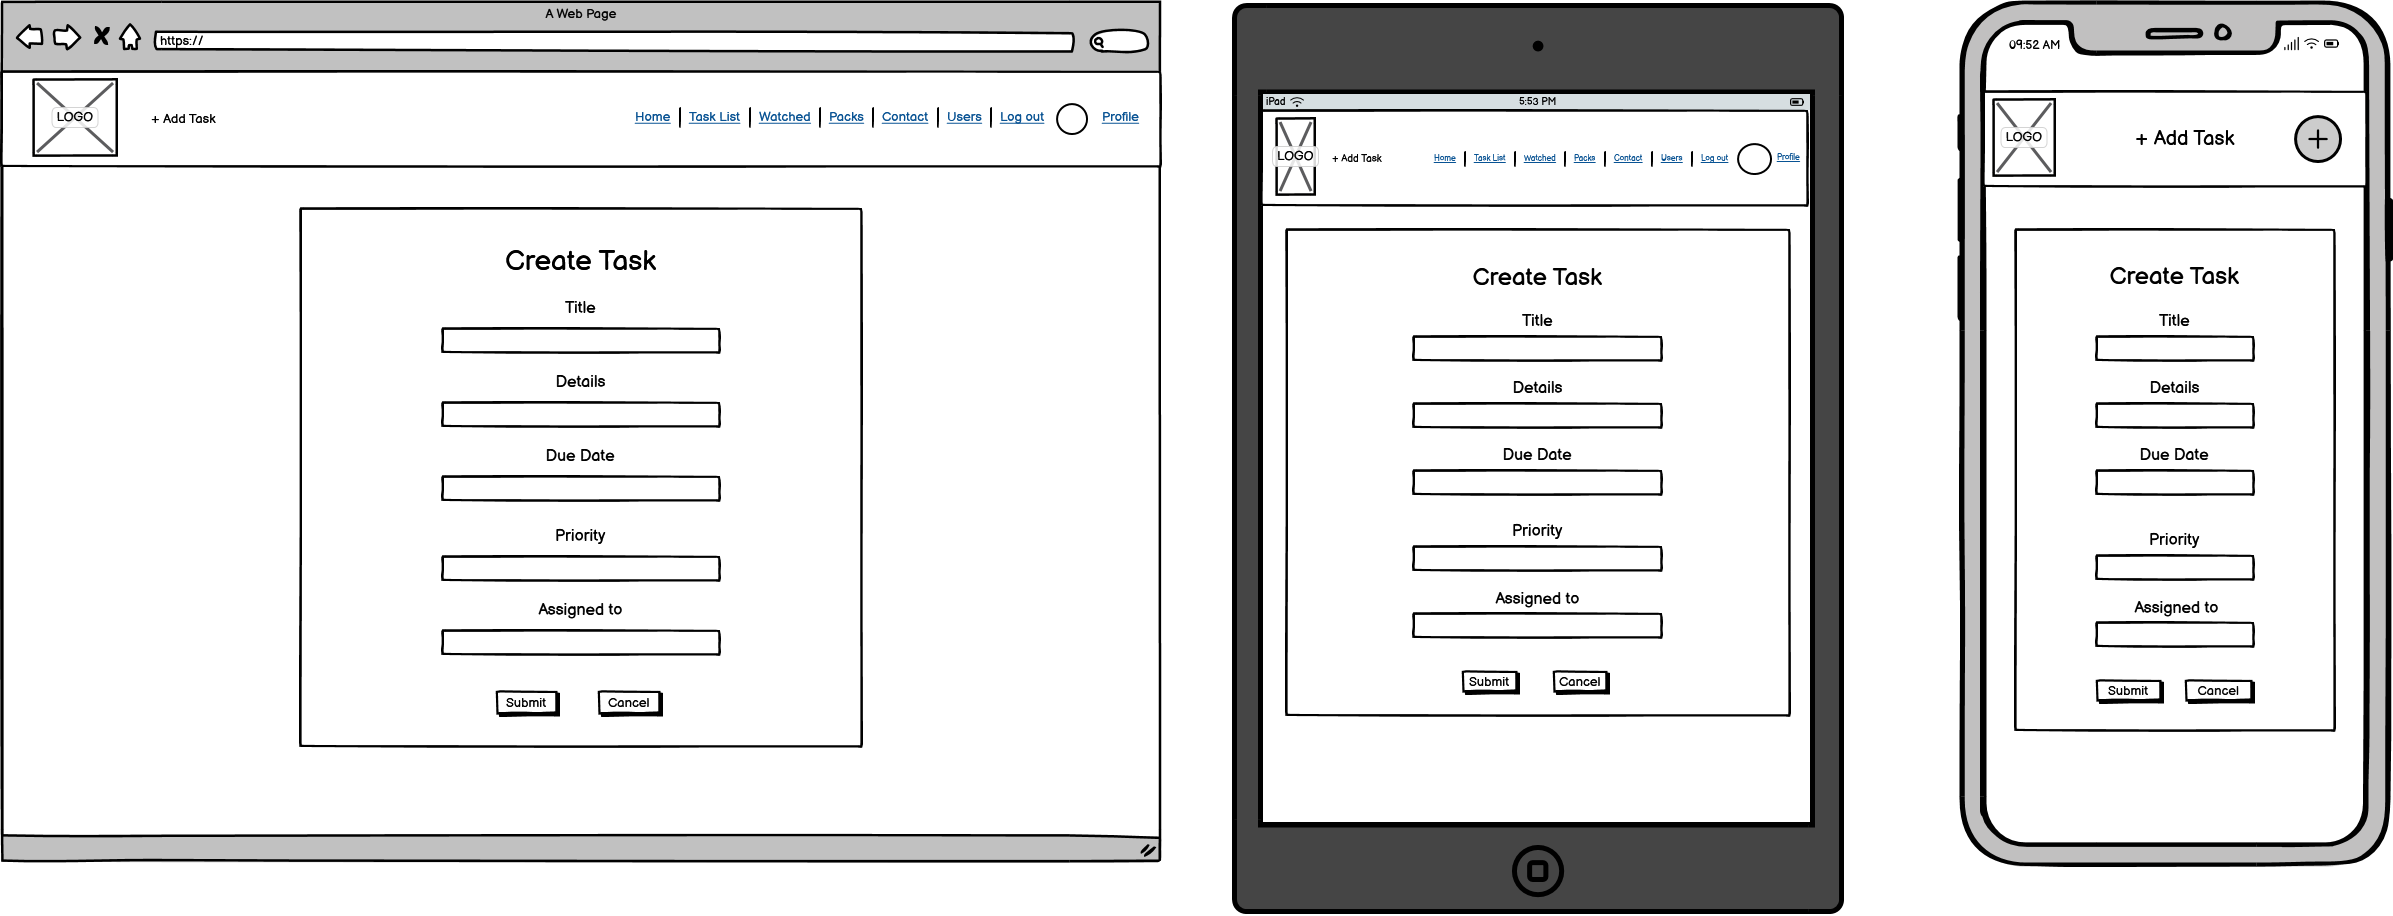 A Web Page
https://
LOGO
+ Add Task
Home | Task List | Watched | Packs | Contact | Users | Log out
Profile
Create Task
Title
Details
Due Date
Priority
Assigned to
Submit
Cancel
iPad
5:53 PM
LOGO
+ Add Task
Home | Task List | Watched | Packs | Contact | Users | Log out
Profile
Create Task
Title
Details
Due Date
Priority
Assigned to
Submit
Cancel
09:52 AM
LOGO
+ Add Task
+
Create Task
Title
Details
Due Date
Priority
Assigned to
Submit
Cancel